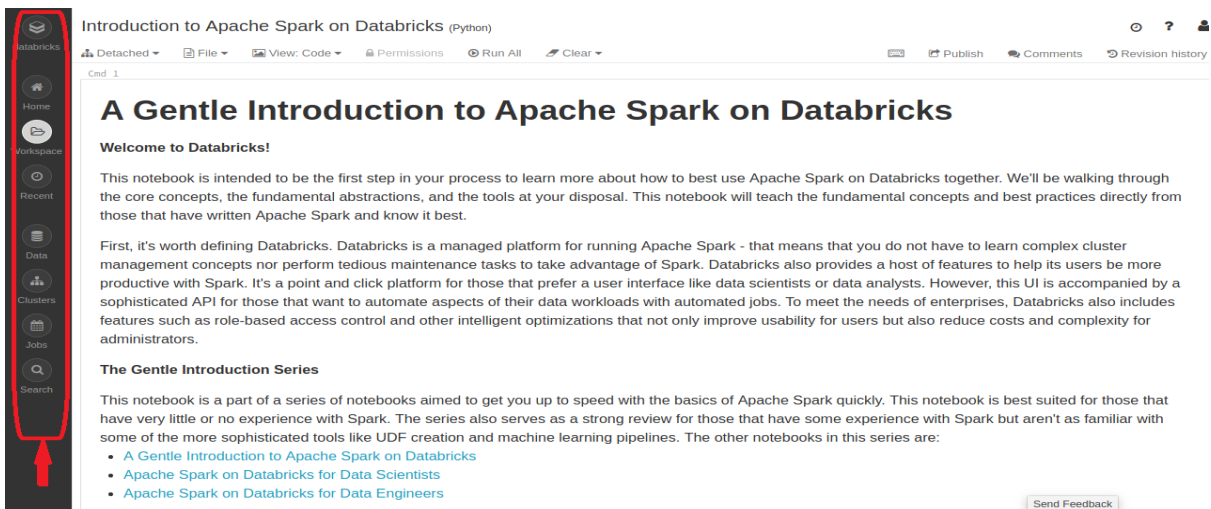 Introduction to Apache Spark on Databricks (Python)
Detached File View: Code Permissions Run All Clear Publish Comments Revision history
Cmd 1
A Gentle Introduction to Apache Spark on Databricks
Welcome to Databricks!
This notebook is intended to be the first step in your process to learn more about how to best use Apache Spark on Databricks together. We'll be walking through
the core concepts, the fundamental abstractions, and the tools at your disposal. This notebook will teach the fundamental concepts and best practices directly from
those that have written Apache Spark and know it best.
First, it's worth defining Databricks. Databricks is a managed platform for running Apache Spark - that means that you do not have to learn complex cluster
management concepts nor perform tedious maintenance tasks to take advantage of Spark. Databricks also provides a host of features to help its users be more
productive with Spark. It's a point and click platform for those that prefer a user interface like data scientists or data analysts. However, this UI is accompanied by a
sophisticated API for those that want to automate aspects of their data workloads with automated jobs. To meet the needs of enterprises, Databricks also includes
features such as role-based access control and other intelligent optimizations that not only improve usability for users but also reduce costs and complexity for
administrators.
The Gentle Introduction Series
This notebook is a part of a series of notebooks aimed to get you up to speed with the basics of Apache Spark quickly. This notebook is best suited for those that
have very little or no experience with Spark. The series also serves as a strong review for those that have some experience with Spark but aren't as familiar with
some of the more sophisticated tools like UDF creation and machine learning pipelines. The other notebooks in this series are:
• A Gentle Introduction to Apache Spark on Databricks
• Apache Spark on Databricks for Data Scientists
• Apache Spark on Databricks for Data Engineers
Send Feedback
Databricks
Home
Workspace
Recent
Data
Clusters
Jobs
Search